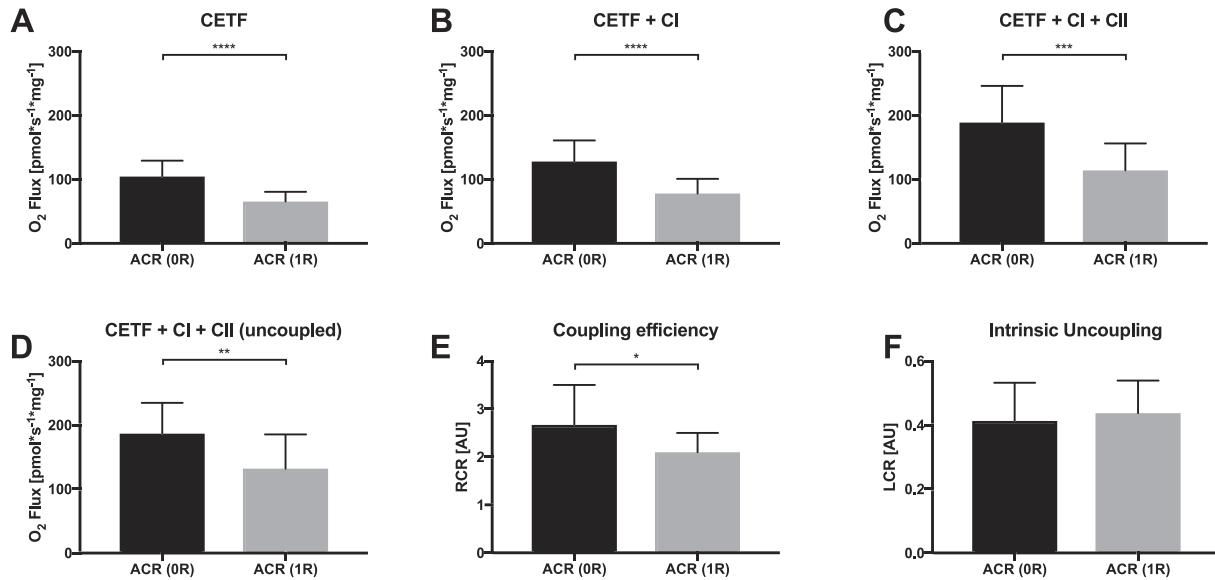 A
CETF
****
O₂ Flux [pmol*s⁻¹*mg⁻¹]
300
200
100
0
ACR (0R) ACR (1R)
B
CETF + CI
****
O₂ Flux [pmol*s⁻¹*mg⁻¹]
300
200
100
0
ACR (0R) ACR (1R)
C
CETF + CI + CII
***
O₂ Flux [pmol*s⁻¹*mg⁻¹]
300
200
100
0
ACR (0R) ACR (1R)
D
CETF + CI + CII (uncoupled)
**
O₂ Flux [pmol*s⁻¹*mg⁻¹]
300
200
100
0
ACR (0R) ACR (1R)
E
Coupling efficiency
*
RCR [AU]
4
3
2
1
0
ACR (0R) ACR (1R)
F
Intrinsic Uncoupling
LCR [AU]
0.6
0.4
0.2
0.0
ACR (0R) ACR (1R)